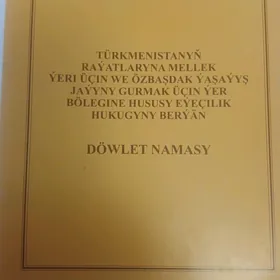 TÜRKMENISTANYŇ
RAÝATLARYNA MELLEK
ÝERI ÜÇIN WE ÖZBAŞDAK ÝAŞAÝYŞ
JAÝYNY GURMAK ÜÇIN ÝER
BÖLEGINE HUSUSY EÝEÇILIK
HUKUGYNY BERÝÄN
DÖWLET NAMASY